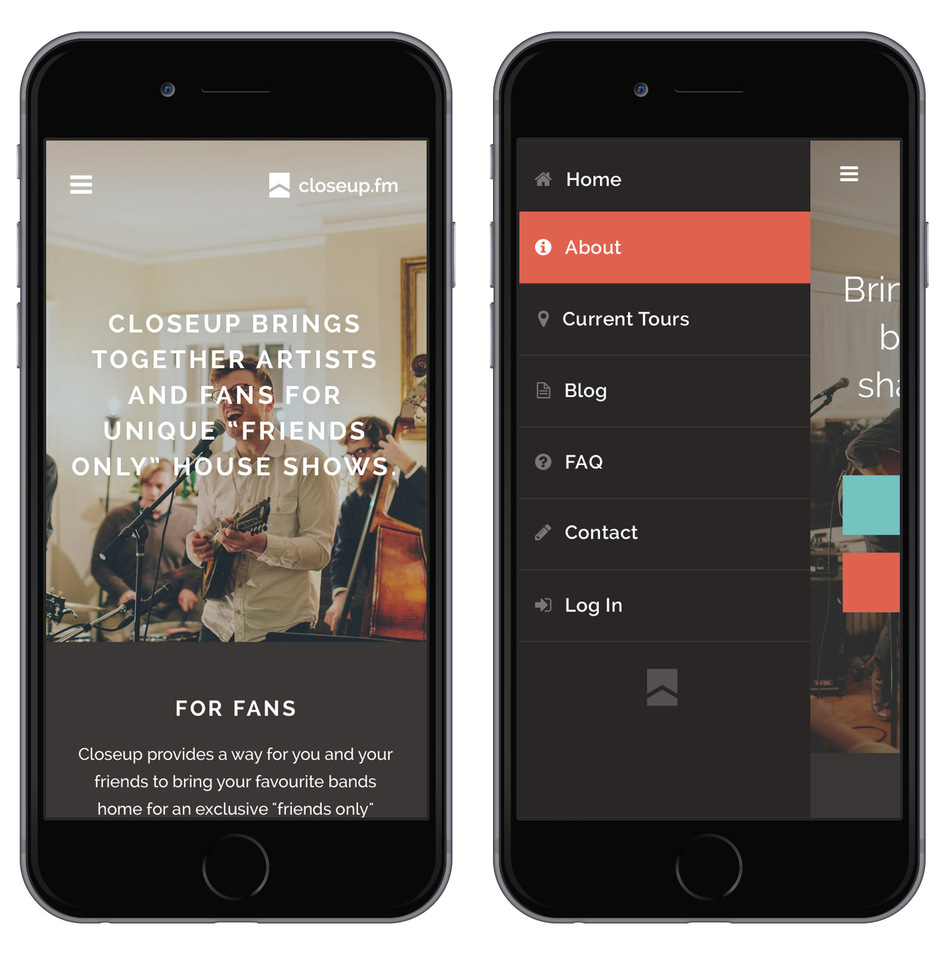 closeup.fm
CLOSEUP BRINGS
TOGETHER ARTISTS
AND FANS FOR
UNIQUE “FRIENDS
ONLY” HOUSE SHOWS.
FOR FANS
Closeup provides a way for you and your
friends to bring your favourite bands
home for an exclusive "friends only"
Home
About
Current Tours
Blog
FAQ
Contact
Log In
Brin
b
sha